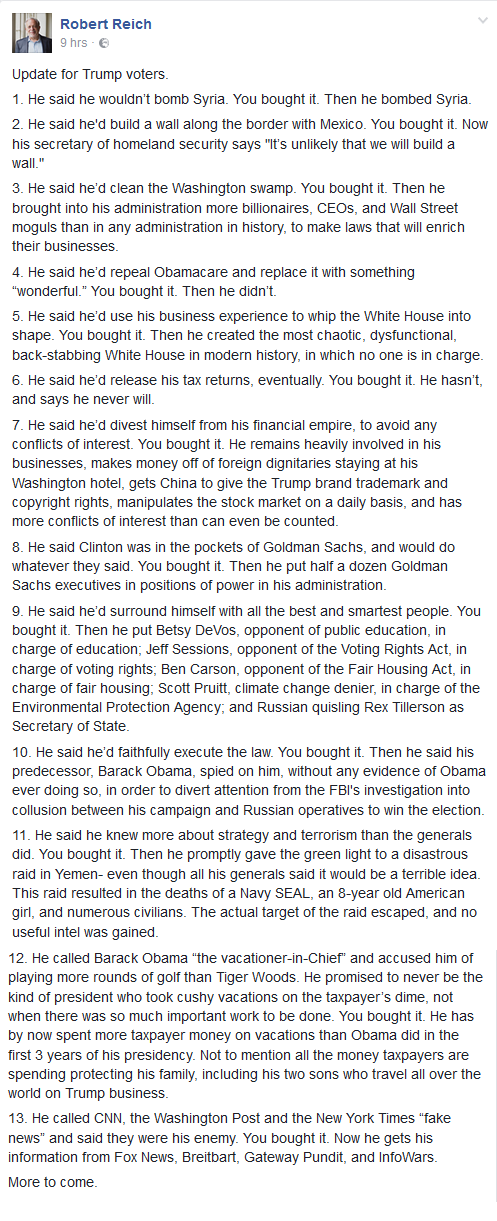 Robert Reich
9 hrs ·
Update for Trump voters.
1. He said he wouldn’t bomb Syria. You bought it. Then he bombed Syria.
2. He said he'd build a wall along the border with Mexico. You bought it. Now
his secretary of homeland security says "It’s unlikely that we will build a
wall."
3. He said he’d clean the Washington swamp. You bought it. Then he
brought into his administration more billionaires, CEOs, and Wall Street
moguls than in any administration in history, to make laws that will enrich
their businesses.
4. He said he’d repeal Obamacare and replace it with something
“wonderful.” You bought it. Then he didn’t.
5. He said he’d use his business experience to whip the White House into
shape. You bought it. Then he created the most chaotic, dysfunctional,
back-stabbing White House in modern history, in which no one is in charge.
6. He said he’d release his tax returns, eventually. You bought it. He hasn’t,
and says he never will.
7. He said he’d divest himself from his financial empire, to avoid any
conflicts of interest. You bought it. He remains heavily involved in his
businesses, makes money off of foreign dignitaries staying at his
Washington hotel, gets China to give the Trump brand trademark and
copyright rights, manipulates the stock market on a daily basis, and has
more conflicts of interest than can even be counted.
8. He said Clinton was in the pockets of Goldman Sachs, and would do
whatever they said. You bought it. Then he put half a dozen Goldman
Sachs executives in positions of power in his administration.
9. He said he’d surround himself with all the best and smartest people. You
bought it. Then he put Betsy DeVos, opponent of public education, in
charge of education; Jeff Sessions, opponent of the Voting Rights Act, in
charge of voting rights; Ben Carson, opponent of the Fair Housing Act, in
charge of fair housing; Scott Pruitt, climate change denier, in charge of the
Environmental Protection Agency; and Russian quisling Rex Tillerson as
Secretary of State.
10. He said he’d faithfully execute the law. You bought it. Then he said his
predecessor, Barack Obama, spied on him, without any evidence of Obama
ever doing so, in order to divert attention from the FBI's investigation into
collusion between his campaign and Russian operatives to win the election.
11. He said he knew more about strategy and terrorism than the generals
did. You bought it. Then he promptly gave the green light to a disastrous
raid in Yemen- even though all his generals said it would be a terrible idea.
This raid resulted in the deaths of a Navy SEAL, an 8-year old American
girl, and numerous civilians. The actual target of the raid escaped, and no
useful intel was gained.
12. He called Barack Obama “the vacationer-in-Chief” and accused him of
playing more rounds of golf than Tiger Woods. He promised to never be the
kind of president who took cushy vacations on the taxpayer’s dime, not
when there was so much important work to be done. You bought it. He has
by now spent more taxpayer money on vacations than Obama did in the
first 3 years of his presidency. Not to mention all the money taxpayers are
spending protecting his family, including his two sons who travel all over the
world on Trump business.
13. He called CNN, the Washington Post and the New York Times “fake
news” and said they were his enemy. You bought it. Now he gets his
information from Fox News, Breitbart, Gateway Pundit, and InfoWars.
More to come.